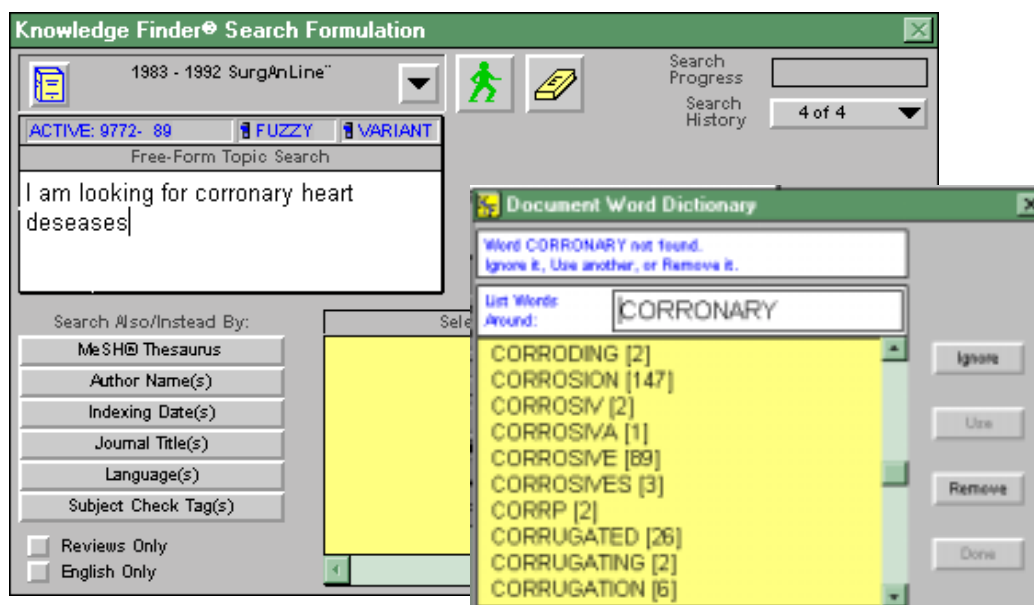 Knowledge Finder® Search Formulation
1983 - 1992 SurgAnLine¨
Search
Progress
Search
History
4 of 4
ACTIVE: 9772- 89
FUZZY
VARIANT
Free-Form Topic Search
I am looking for corronary heart
deseases
Search Also/Instead By:
MeSH® Thesaurus
Author Name(s)
Indexing Date(s)
Journal Title(s)
Language(s)
Subject Check Tag(s)
Reviews Only
English Only
Sele
Document Word Dictionary
Word CORRONARY not found.
Ignore it, Use another, or Remove it.
List Words
Around:
CORRONARY
CORRODING [2]
CORROSION [147]
CORROSIV [2]
CORROSIVA [1]
CORROSIVE [89]
CORROSIVES [3]
CORRP [2]
CORRUGATED [26]
CORRUGATING [2]
CORRUGATION [6]
Ignore
Use
Remove
Done